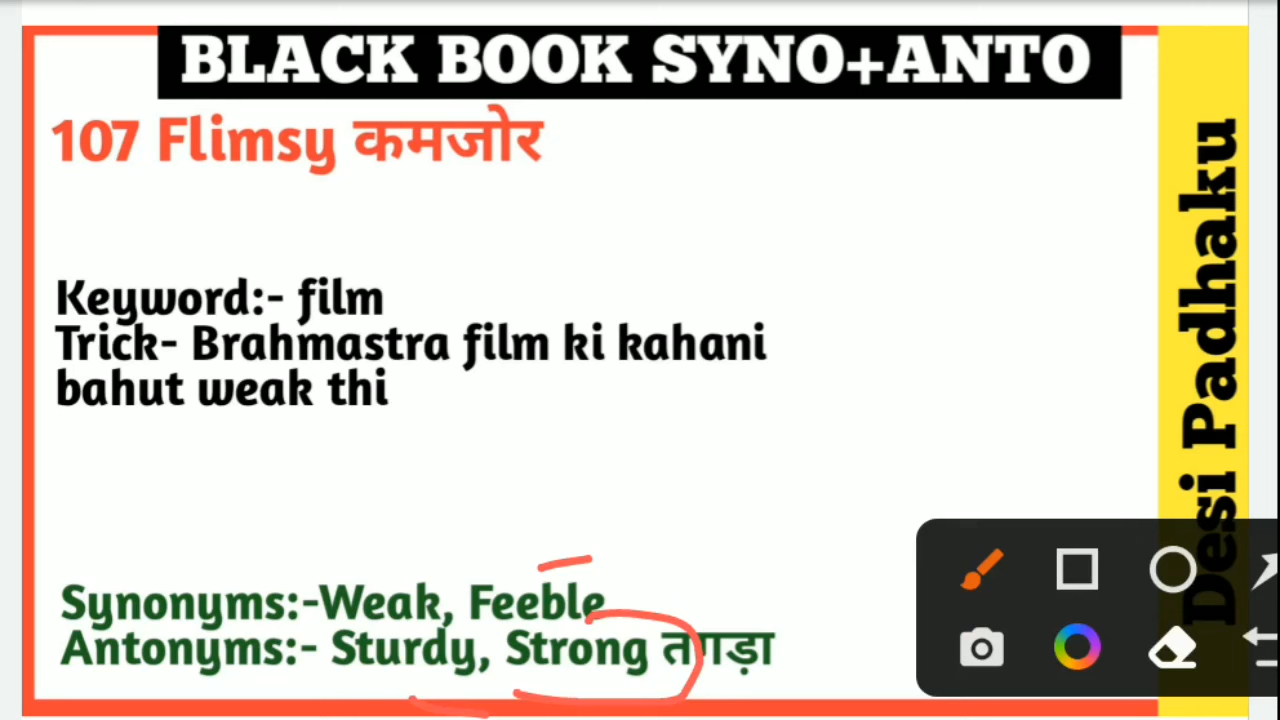 BLACK BOOK SYNO+ANTO
107 Flimsy कमजोर
Keyword:- film
Trick- Brahmastra film ki kahani
bahut weak thi
Synonyms:-Weak, Feeble
Antonyms:- Sturdy, Strong तगड़ा
Desi Padhaku